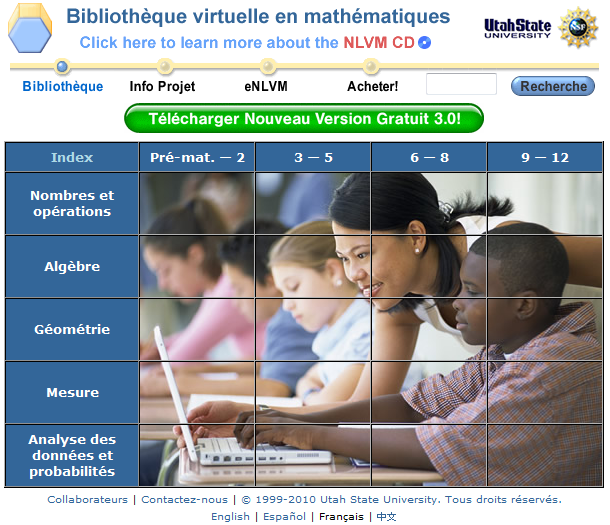 Bibliothèque virtuelle en mathématiques
Click here to learn more about the NLVM CD
UtahState
UNIVERSITY
NSF
Bibliothèque Info Projet eNLVM Acheter! Recherche
Télécharger Nouveau Version Gratuit 3.0!
Index Pré-mat. — 2 3 — 5 6 — 8 9 — 12
Nombres et
opérations
Algèbre
Géométrie
Mesure
Analyse des
données et
probabilités
Collaborateurs | Contactez-nous | © 1999-2010 Utah State University. Tous droits réservés.
English | Español | Français | 中文